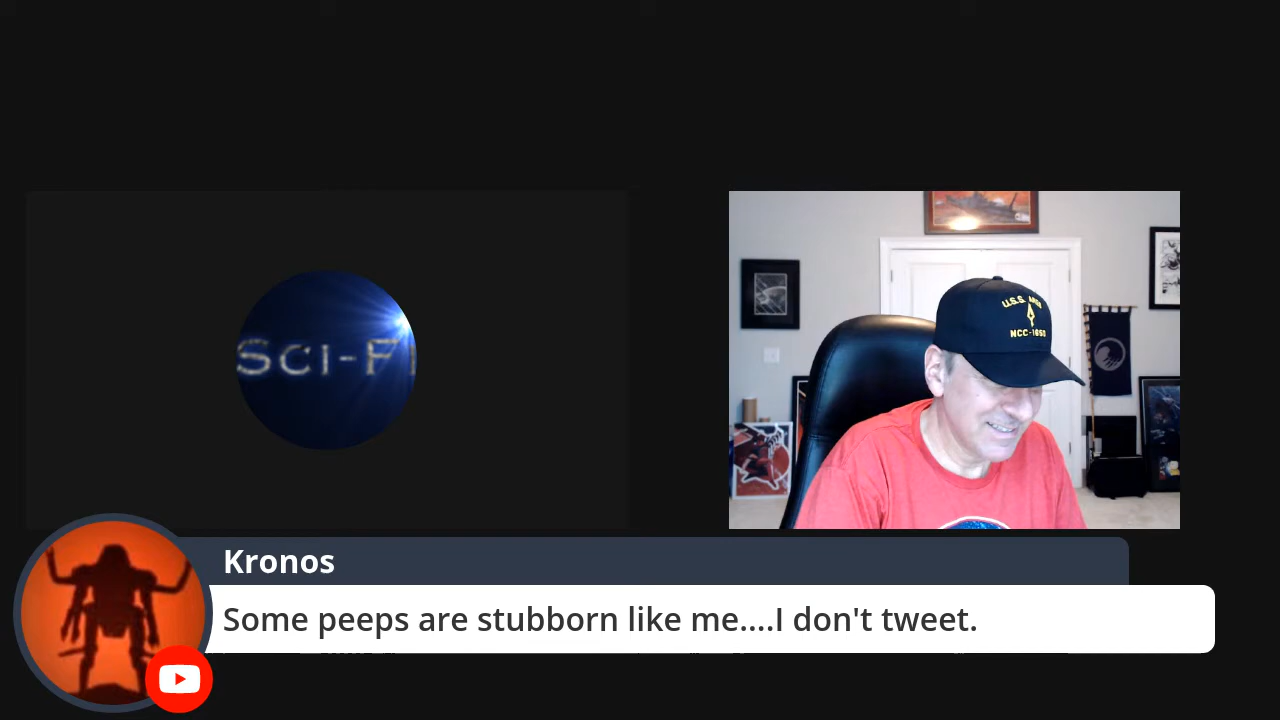 Sci-Fi
U.S.S.
NCC-1650
Kronos
Some peeps are stubborn like me....I don't tweet.